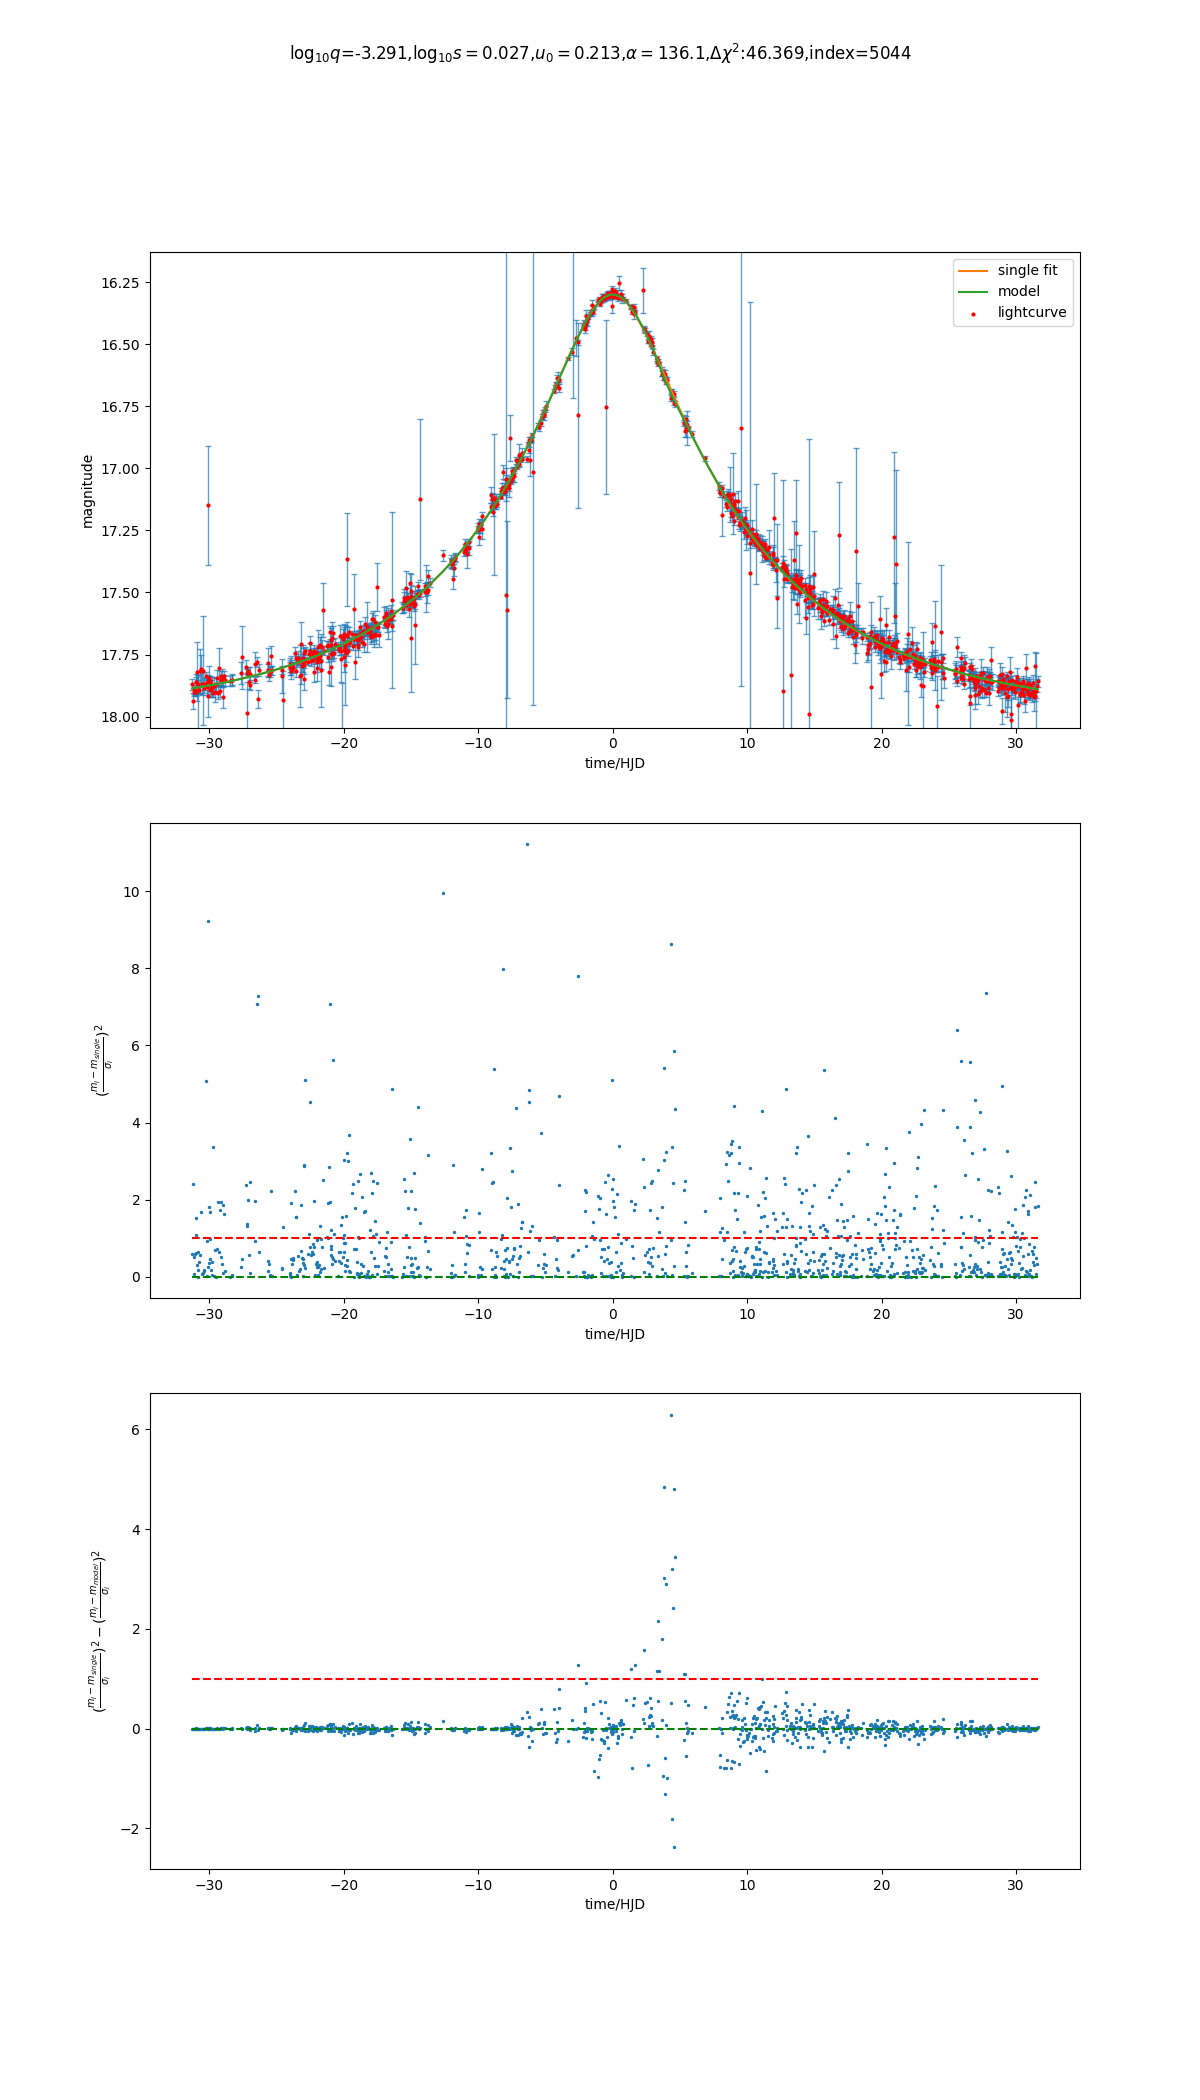 log₁₀q=-3.291,log₁₀s = 0.027,u₀ = 0.213,α = 136.1,Δχ²:46.369,index=5044
single fit
model
lightcurve
16.25
16.50
16.75
17.00
17.25
17.50
17.75
18.00
magnitude
−30 −20 −10 0 10 20 30
time/HJD
10
8
6
4
2
0
((mᵢ − m_single)/σᵢ)²
−30 −20 −10 0 10 20 30
time/HJD
6
4
2
0
−2
((mᵢ − m_single)/σᵢ)² − ((mᵢ − m_model)/σᵢ)²
−30 −20 −10 0 10 20 30
time/HJD